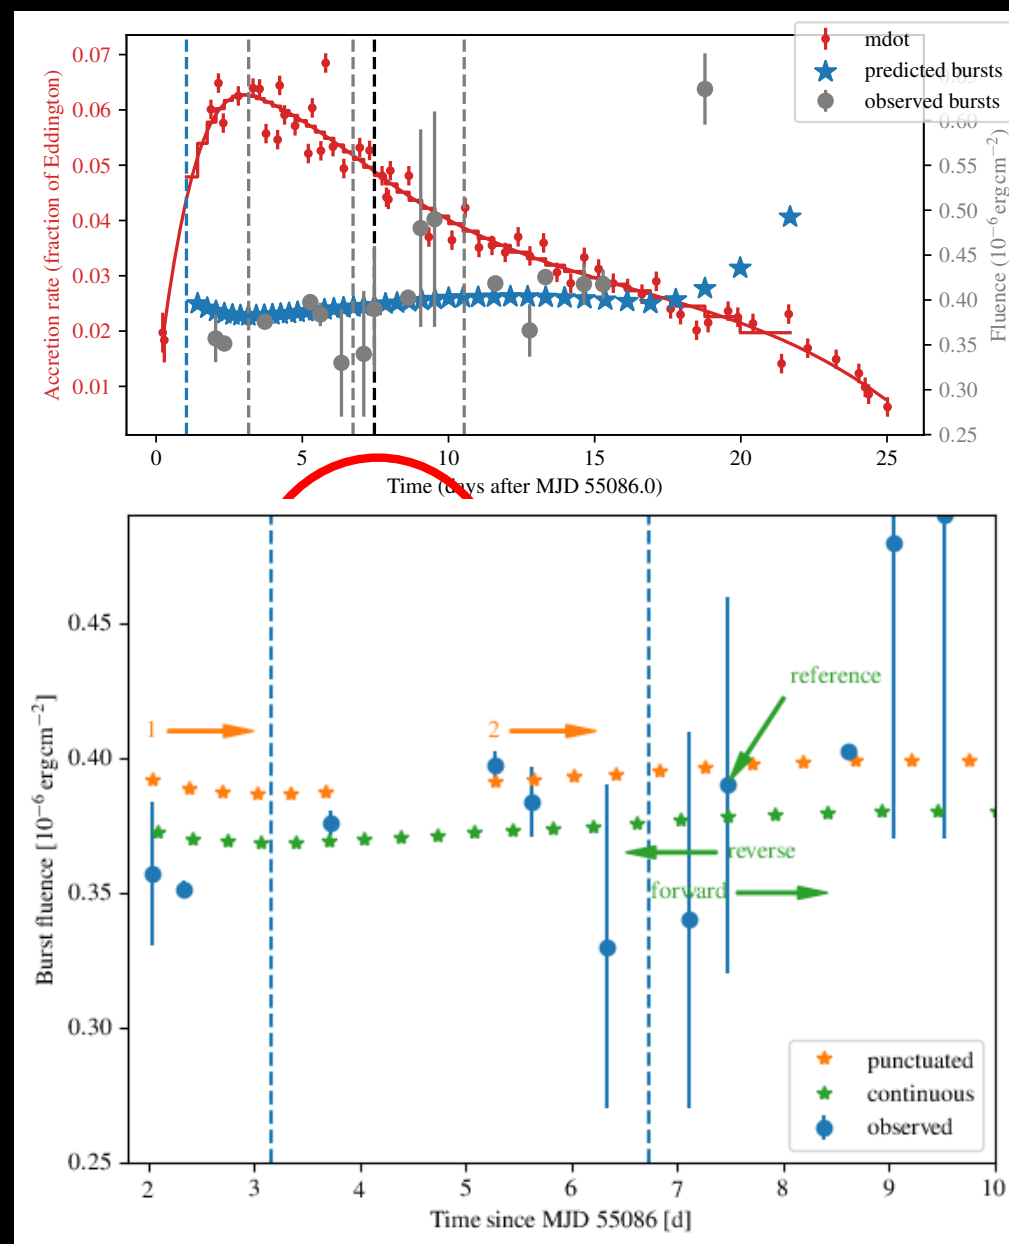 mdot
predicted bursts
observed bursts
0.07
0.06
0.05
0.04
0.03
0.02
0.01
Accretion rate (fraction of Eddington)
0.65
0.60
0.55
0.50
0.45
0.40
0.35
0.30
0.25
Fluence (10⁻⁶ erg cm⁻²)
0 5 10 15 20 25
Time (days after MJD 55086.0)
0.45
0.40
0.35
0.30
0.25
Burst fluence [10⁻⁶ erg cm⁻²]
reference
1
2
reverse
forward
punctuated
continuous
observed
2 3 4 5 6 7 8 9 10
Time since MJD 55086 [d]